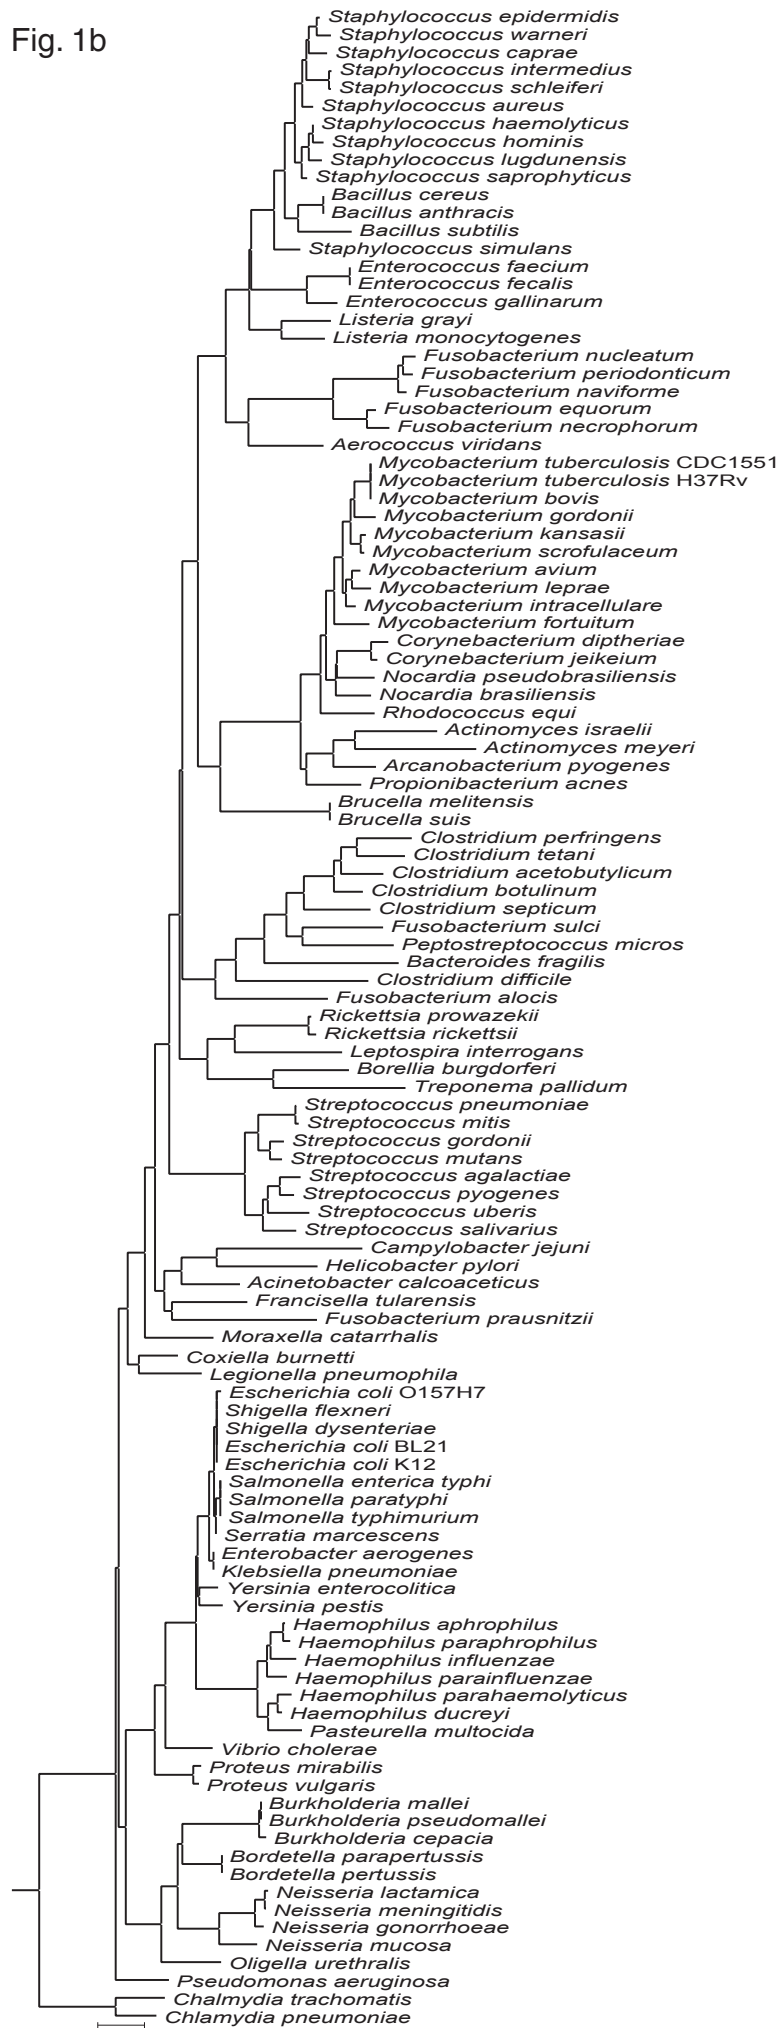 Fig. 1b
Staphylococcus epidermidis
Staphylococcus warneri
Staphylococcus caprae
Staphylococcus intermedius
Staphylococcus schleiferi
Staphylococcus aureus
Staphylococcus haemolyticus
Staphylococcus hominis
Staphylococcus lugdunensis
Staphylococcus saprophyticus
Bacillus cereus
Bacillus anthracis
Bacillus subtilis
Staphylococcus simulans
Enterococcus faecium
Enterococcus fecalis
Enterococcus gallinarum
Listeria grayi
Listeria monocytogenes
Fusobacterium nucleatum
Fusobacterium periodonticum
Fusobacterium naviforme
Fusobacterioum equorum
Fusobacterium necrophorum
Aerococcus viridans
Mycobacterium tuberculosis CDC1551
Mycobacterium tuberculosis H37Rv
Mycobacterium bovis
Mycobacterium gordonii
Mycobacterium kansasii
Mycobacterium scrofulaceum
Mycobacterium avium
Mycobacterium leprae
Mycobacterium intracellulare
Mycobacterium fortuitum
Corynebacterium diptheriae
Corynebacterium jeikeium
Nocardia pseudobrasiliensis
Nocardia brasiliensis
Rhodococcus equi
Actinomyces israelii
Actinomyces meyeri
Arcanobacterium pyogenes
Propionibacterium acnes
Brucella melitensis
Brucella suis
Clostridium perfringens
Clostridium tetani
Clostridium acetobutylicum
Clostridium botulinum
Clostridium septicum
Fusobacterium sulci
Peptostreptococcus micros
Bacteroides fragilis
Clostridium difficile
Fusobacterium alocis
Rickettsia prowazekii
Rickettsia rickettsii
Leptospira interrogans
Borellia burgdorferi
Treponema pallidum
Streptococcus pneumoniae
Streptococcus mitis
Streptococcus gordonii
Streptococcus mutans
Streptococcus agalactiae
Streptococcus pyogenes
Streptococcus uberis
Streptococcus salivarius
Campylobacter jejuni
Helicobacter pylori
Acinetobacter calcoaceticus
Francisella tularensis
Fusobacterium prausnitzii
Moraxella catarrhalis
Coxiella burnetti
Legionella pneumophila
Escherichia coli O157H7
Shigella flexneri
Shigella dysenteriae
Escherichia coli BL21
Escherichia coli K12
Salmonella enterica typhi
Salmonella paratyphi
Salmonella typhimurium
Serratia marcescens
Enterobacter aerogenes
Klebsiella pneumoniae
Yersinia enterocolitica
Yersinia pestis
Haemophilus aphrophilus
Haemophilus paraphrophilus
Haemophilus influenzae
Haemophilus parainfluenzae
Haemophilus parahaemolyticus
Haemophilus ducreyi
Pasteurella multocida
Vibrio cholerae
Proteus mirabilis
Proteus vulgaris
Burkholderia mallei
Burkholderia pseudomallei
Burkholderia cepacia
Bordetella parapertussis
Bordetella pertussis
Neisseria lactamica
Neisseria meningitidis
Neisseria gonorrhoeae
Neisseria mucosa
Oligella urethralis
Pseudomonas aeruginosa
Chalmydia trachomatis
Chlamydia pneumoniae